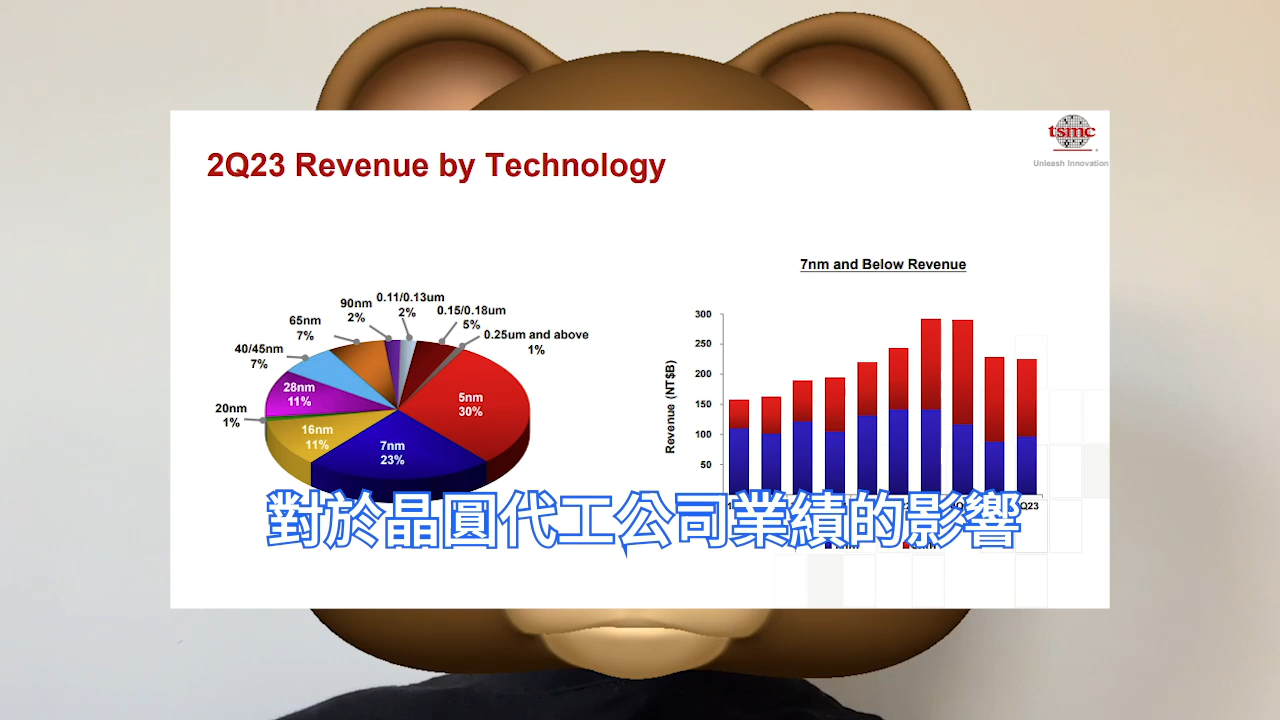 tsmc
Unleash Innovation
2Q23 Revenue by Technology
7nm and Below Revenue
0.11/0.13um
2%
90nm
2%
0.15/0.18um
5%
65nm
7%
0.25um and above
1%
40/45nm
7%
28nm
11%
5nm
30%
20nm
1%
16nm
11%
7nm
23%
Revenue (NT$B)
300
250
200
150
100
50
對於晶圓代工公司業績的影響